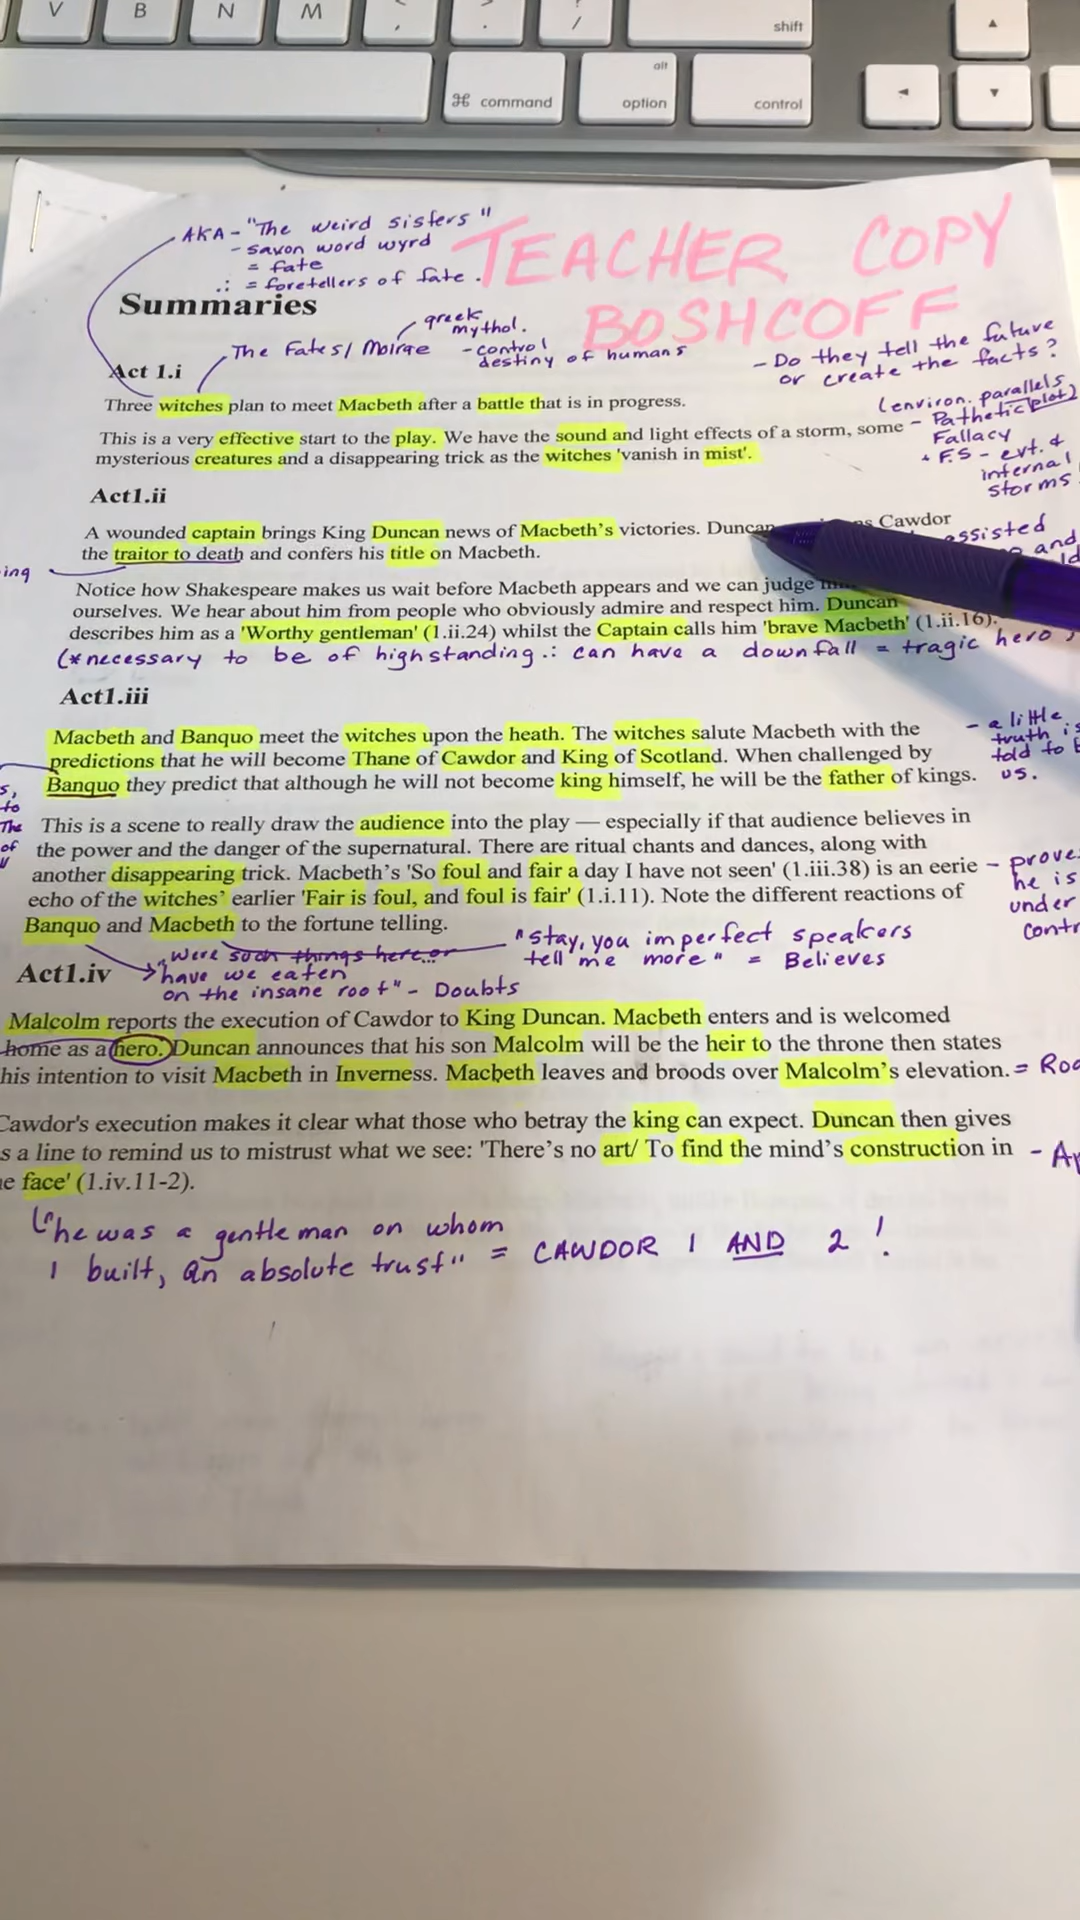 V B N M < , > . ? / shift
⌘ command alt option control
◄ ▲ ▼
TEACHER COPY
BOSHCOFF
AKA - "The weird sisters"
- saxon word wyrd
= fate
∴ = foretellers of fate.
Summaries
greek mythol.
The Fates/ Moirae - control destiny of humans
- Do they tell the future
or create the facts?
Act 1.i
Three witches plan to meet Macbeth after a battle that is in progress.
(environ. parallels plot)
- Pathetic
Fallacy
+ F.S - ext. &
internal
storms
This is a very effective start to the play. We have the sound and light effects of a storm, some
mysterious creatures and a disappearing trick as the witches 'vanish in mist'.
Act1.ii
A wounded captain brings King Duncan news of Macbeth's victories. Duncan Cawdor
the traitor to death and confers his title on Macbeth.
ing
assisted
and
Notice how Shakespeare makes us wait before Macbeth appears and we can judge
ourselves. We hear about him from people who obviously admire and respect him. Duncan
describes him as a 'Worthy gentleman' (1.ii.24) whilst the Captain calls him 'brave Macbeth' (1.ii.16).
(*necessary to be of high standing ∴ can have a downfall = tragic hero)
Act1.iii
Macbeth and Banquo meet the witches upon the heath. The witches salute Macbeth with the
predictions that he will become Thane of Cawdor and King of Scotland. When challenged by
Banquo they predict that although he will not become king himself, he will be the father of kings.
- a little
truth is
told to
us.
s,
to
The
of
This is a scene to really draw the audience into the play — especially if that audience believes in
the power and the danger of the supernatural. There are ritual chants and dances, along with
another disappearing trick. Macbeth's 'So foul and fair a day I have not seen' (1.iii.38) is an eerie
echo of the witches' earlier 'Fair is foul, and foul is fair' (1.i.11). Note the different reactions of
Banquo and Macbeth to the fortune telling.
- proves
he is
under
contr
"stay, you imperfect speakers
tell me more" = Believes
"were such things here...or
have we eaten
on the insane root" - Doubts
Act1.iv
Malcolm reports the execution of Cawdor to King Duncan. Macbeth enters and is welcomed
home as a hero. Duncan announces that his son Malcolm will be the heir to the throne then states
his intention to visit Macbeth in Inverness. Macbeth leaves and broods over Malcolm's elevation. =
Cawdor's execution makes it clear what those who betray the king can expect. Duncan then gives
s a line to remind us to mistrust what we see: 'There's no art/ To find the mind's construction in
e face' (1.iv.11-2).
"he was a gentleman on whom
I built, an absolute trust" = CAWDOR 1 AND 2 !